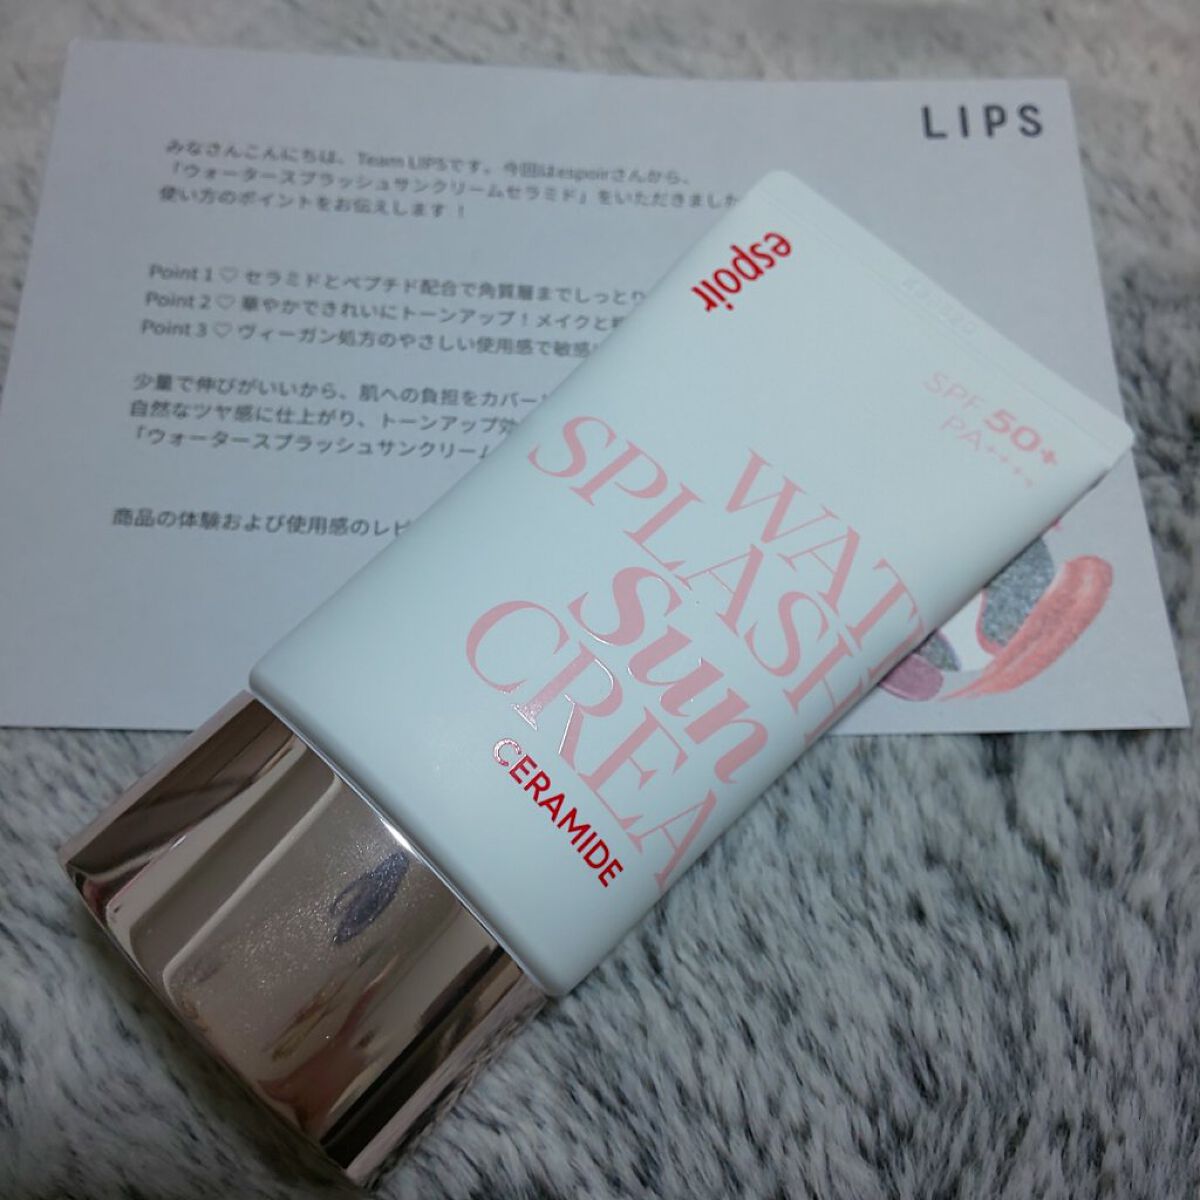 LIPS
みなさんこんにちは、Team LIPSです。今回はespoirさんから、
「ウォータースプラッシュサンクリームセラミド」をいただきました
使い方のポイントをお伝えします！
Point 1 ♡ セラミドとペプチド配合で角質層までしっとり
Point 2 ♡ 華やかできれいにトーンアップ！メイクと
Point 3 ♡ ヴィーガン処方のやさしい使用感で敏感
少量で伸びがいいから、肌への負担をカバー
自然なツヤ感に仕上がり、トーンアップ効
「ウォータースプラッシュサンクリーム
商品の体験および使用感のレビ
espoir
SPF 50+
PA++++
WAT
SPLASH
Sun
CREA
CERAMIDE